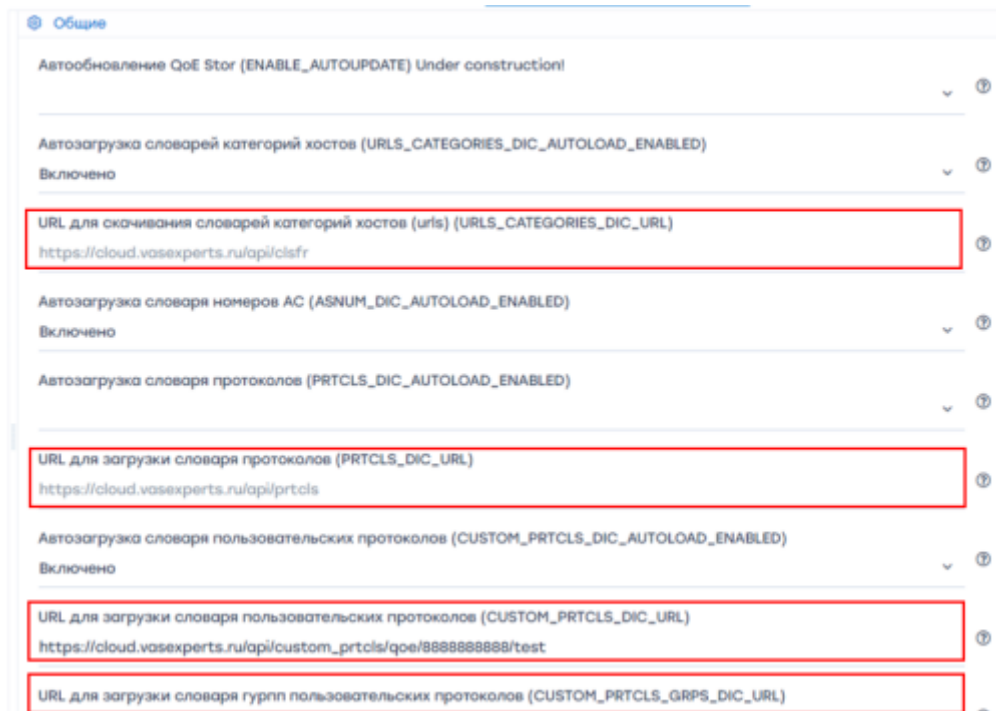 Общие
Автообновление QoE Stor (ENABLE_AUTOUPDATE) Under construction!
Автозагрузка словарей категорий хостов (URLS_CATEGORIES_DIC_AUTOLOAD_ENABLED)
Включено
URL для скачивания словарей категорий хостов (urls) (URLS_CATEGORIES_DIC_URL)
https://cloud.vasexperts.ru/api/clsfr
Автозагрузка словаря номеров АС (ASNUM_DIC_AUTOLOAD_ENABLED)
Включено
Автозагрузка словаря протоколов (PRTCLS_DIC_AUTOLOAD_ENABLED)
URL для загрузки словаря протоколов (PRTCLS_DIC_URL)
https://cloud.vasexperts.ru/api/prtcls
Автозагрузка словаря пользовательских протоколов (CUSTOM_PRTCLS_DIC_AUTOLOAD_ENABLED)
Включено
URL для загрузки словаря пользовательских протоколов (CUSTOM_PRTCLS_DIC_URL)
https://cloud.vasexperts.ru/api/custom_prtcls/qoe/8888888888/test
URL для загрузки словаря гурпп пользовательских протоколов (CUSTOM_PRTCLS_GRPS_DIC_URL)